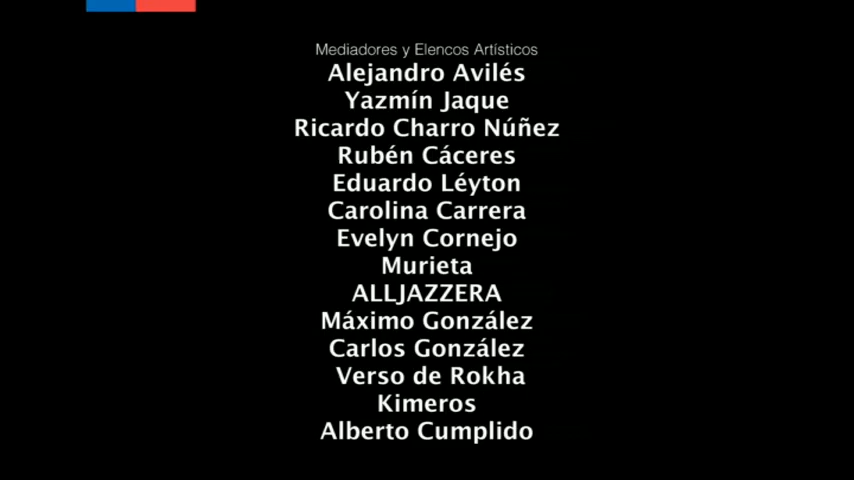 Mediadores y Elencos Artísticos
Alejandro Avilés
Yazmín Jaque
Ricardo Charro Núñez
Rubén Cáceres
Eduardo Léyton
Carolina Carrera
Evelyn Cornejo
Murieta
ALLJAZZERA
Máximo González
Carlos González
Verso de Rokha
Kimeros
Alberto Cumplido